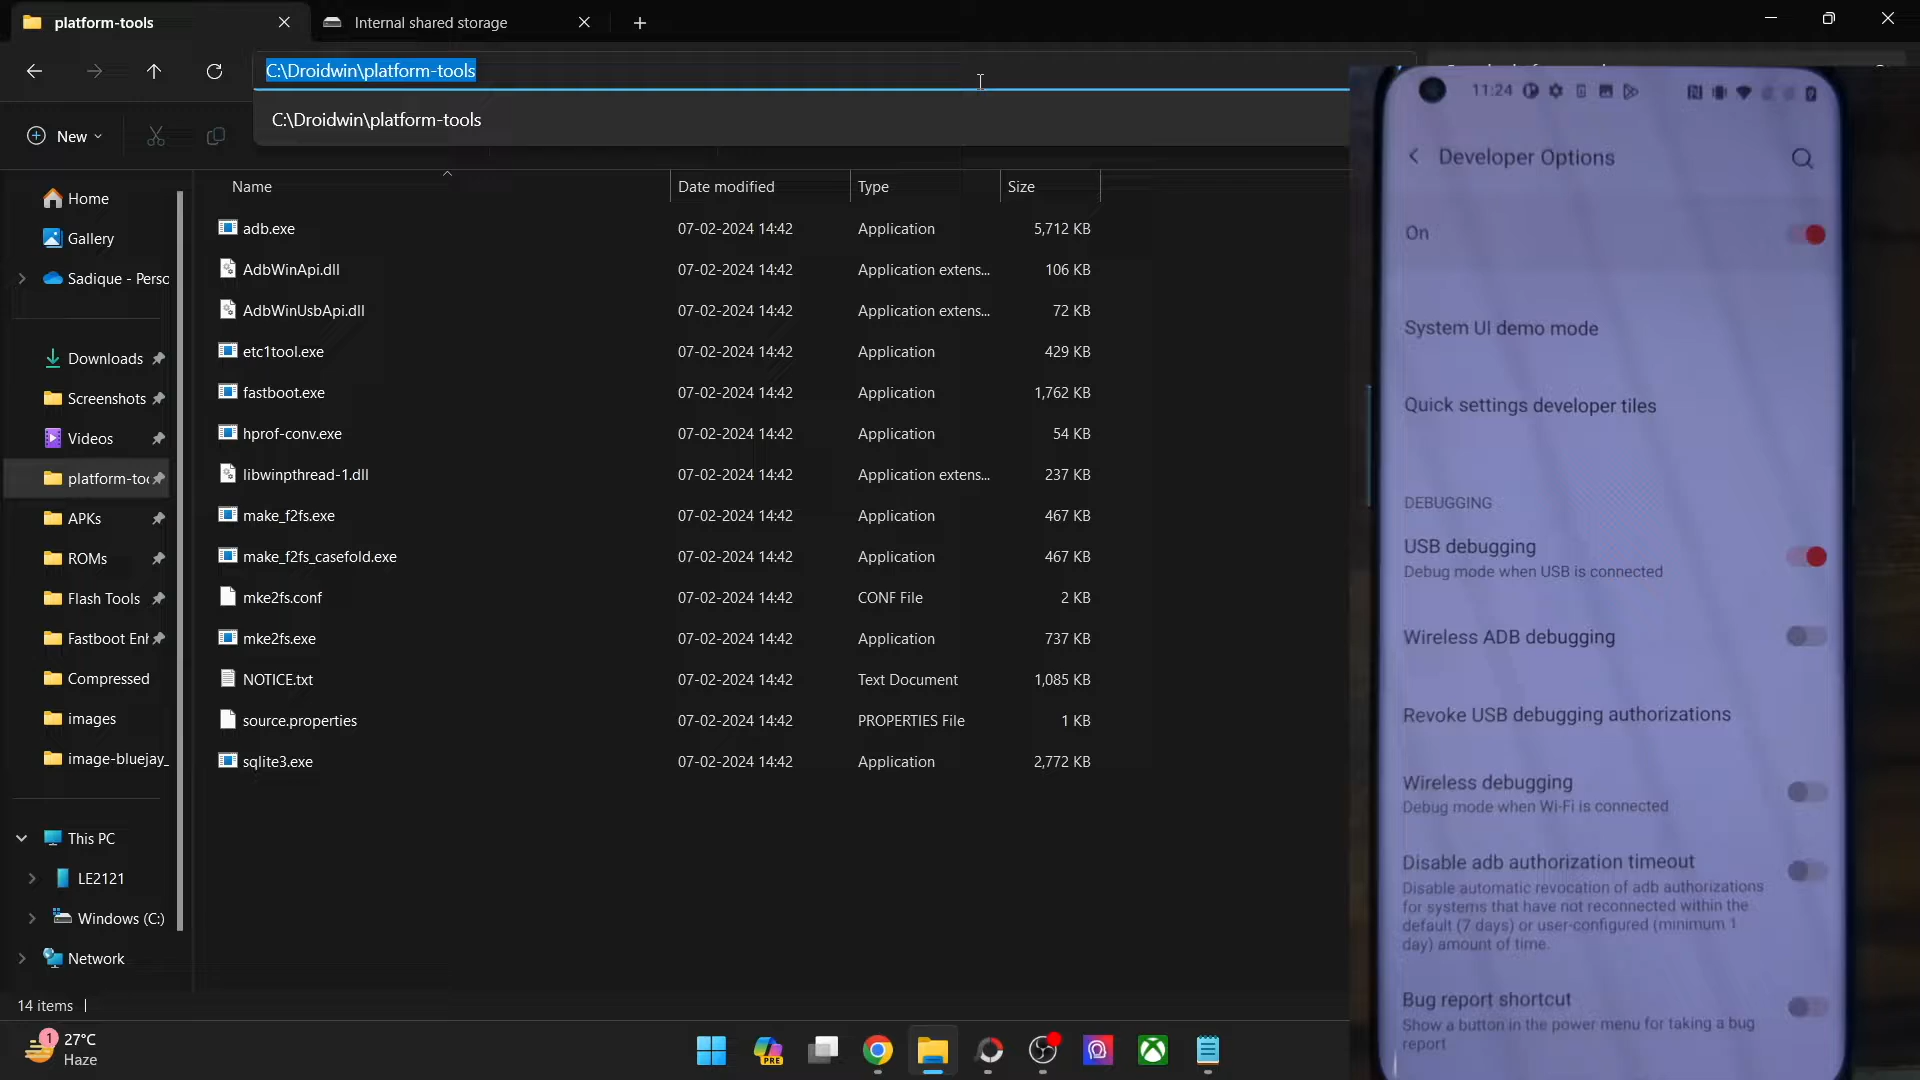 platform-tools
Internal shared storage
C:\Droidwin\platform-tools
C:\Droidwin\platform-tools
New
Name
Date modified
Type
Size
Home
Gallery
Sadique - Perso
Downloads
Screenshots
Videos
platform-too
APKs
ROMs
Flash Tools
Fastboot Enh
Compressed
images
image-bluejay_
This PC
LE2121
Windows (C:)
Network
adb.exe 07-02-2024 14:42 Application 5,712 KB
AdbWinApi.dll 07-02-2024 14:42 Application extens... 106 KB
AdbWinUsbApi.dll 07-02-2024 14:42 Application extens... 72 KB
etc1tool.exe 07-02-2024 14:42 Application 429 KB
fastboot.exe 07-02-2024 14:42 Application 1,762 KB
hprof-conv.exe 07-02-2024 14:42 Application 54 KB
libwinpthread-1.dll 07-02-2024 14:42 Application extens... 237 KB
make_f2fs.exe 07-02-2024 14:42 Application 467 KB
make_f2fs_casefold.exe 07-02-2024 14:42 Application 467 KB
mke2fs.conf 07-02-2024 14:42 CONF File 2 KB
mke2fs.exe 07-02-2024 14:42 Application 737 KB
NOTICE.txt 07-02-2024 14:42 Text Document 1,085 KB
source.properties 07-02-2024 14:42 PROPERTIES File 1 KB
sqlite3.exe 07-02-2024 14:42 Application 2,772 KB
14 items
1
27°C
Haze
PRE
11:24
Developer Options
On
System UI demo mode
Quick settings developer tiles
DEBUGGING
USB debugging
Debug mode when USB is connected
Wireless ADB debugging
Revoke USB debugging authorizations
Wireless debugging
Debug mode when Wi-Fi is connected
Disable adb authorization timeout
Disable automatic revocation of adb authorizations
for systems that have not reconnected within the
default (7 days) or user-configured (minimum 1
day) amount of time.
Bug report shortcut
Show a button in the power menu for taking a bug
report